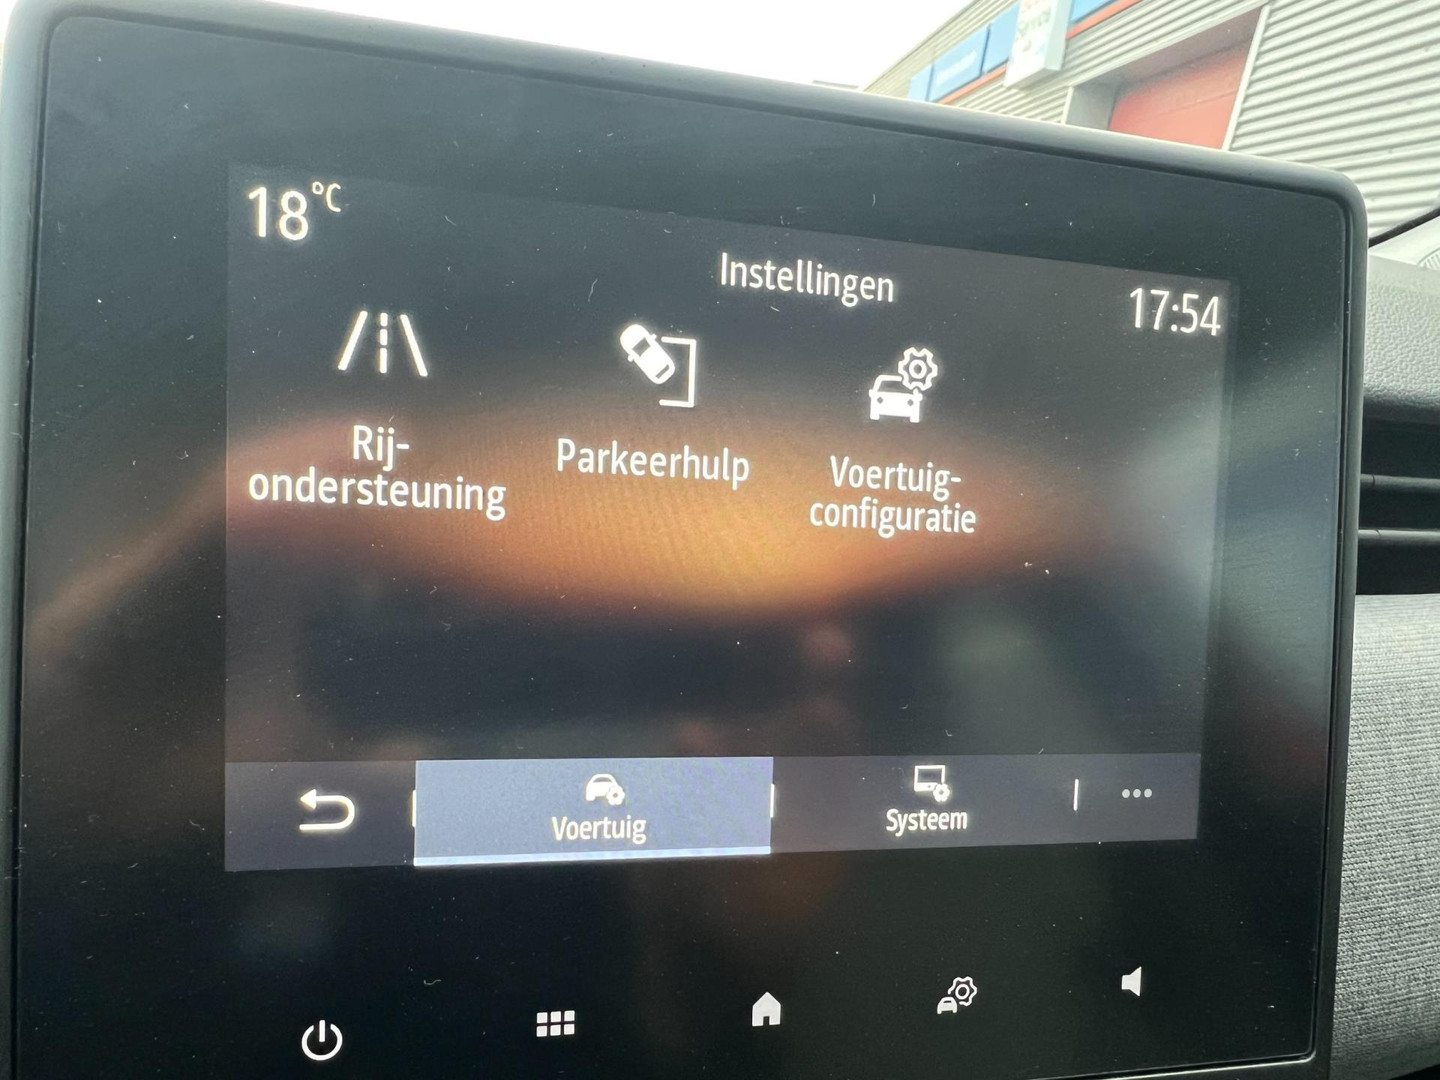 18°C
Instellingen
17:54
Rij-
ondersteuning
Parkeerhulp
Voertuig-
configuratie
Voertuig
Systeem